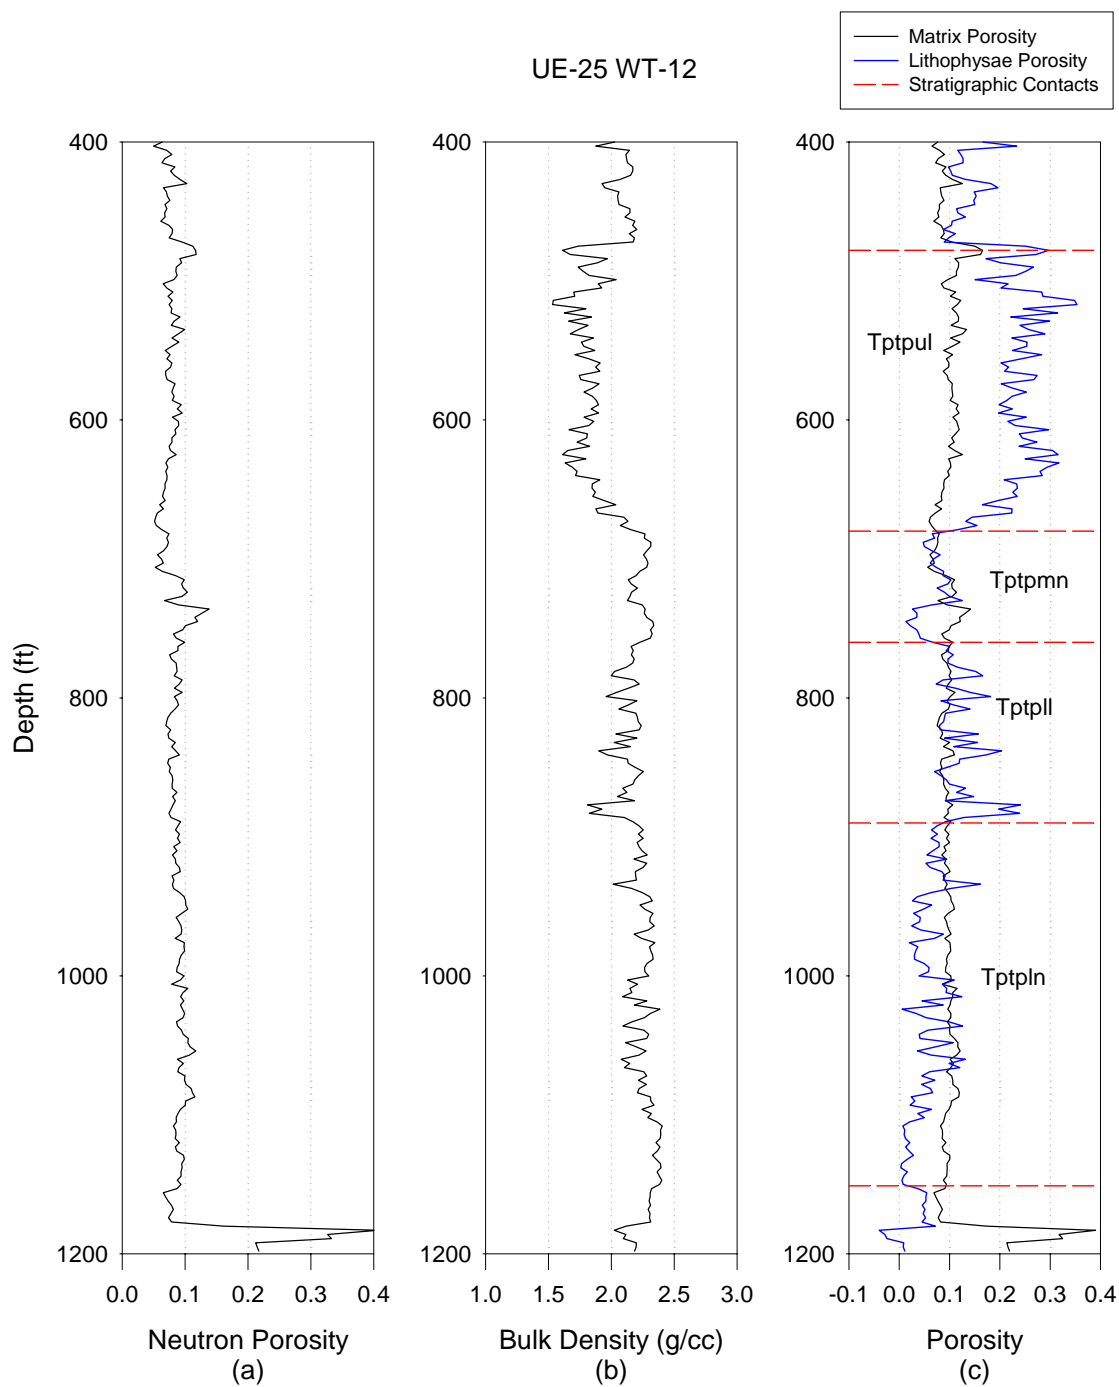 Matrix Porosity
Lithophysae Porosity
Stratigraphic Contacts
UE-25 WT-12
400
600
800
1000
1200
Depth (ft)
0.0 0.1 0.2 0.3 0.4
Neutron Porosity
(a)
1.0 1.5 2.0 2.5 3.0
Bulk Density (g/cc)
(b)
400
600
800
1000
1200
Tptpul
Tptpmn
Tptpll
Tptpln
-0.1 0.0 0.1 0.2 0.3 0.4
Porosity
(c)
400
600
800
1000
1200